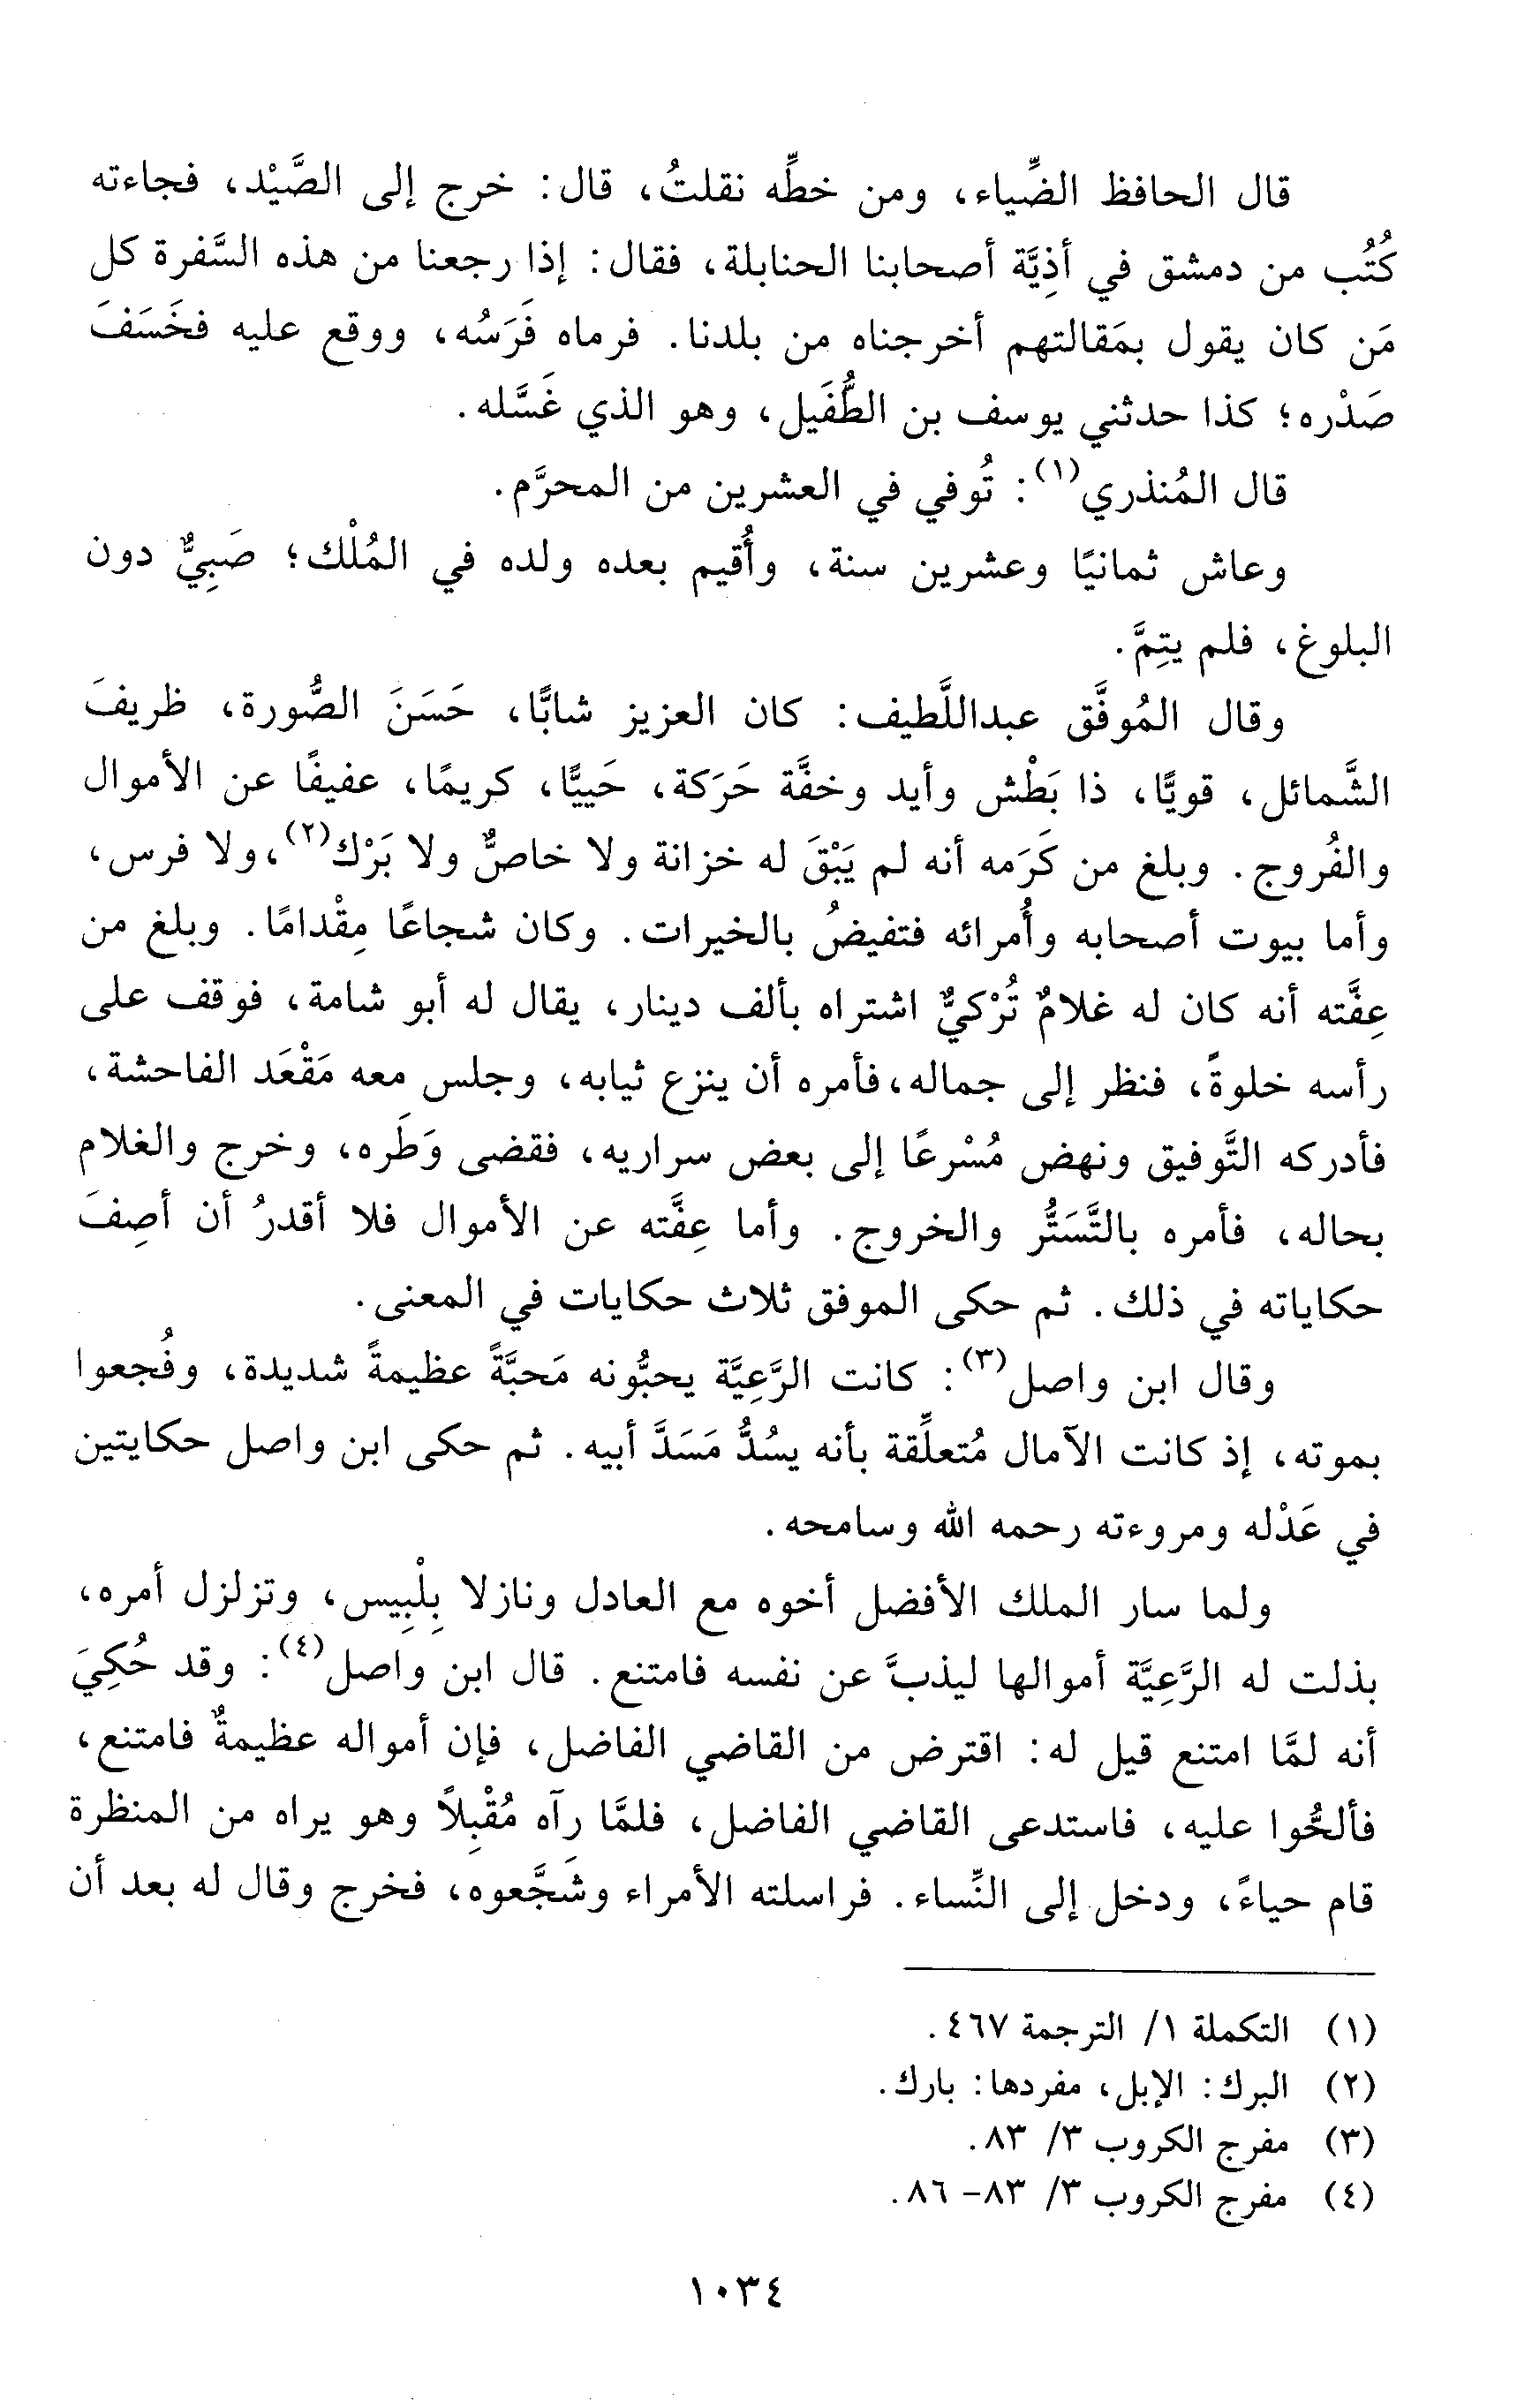 قال الحافظ الضِّياء، ومن خطِّه نقلتُ، قال: خرج إلى الصَّيْد، فجاءته
كُتُب من دمشق في أذِيَّة أصحابنا الحنابلة، فقال: إذا رجعنا من هذه السَّفرة كل
مَن كان يقول بمَقالتهم أخرجناه من بلدنا. فرماه فَرَسُه، ووقع عليه فخَسَفَ
صَدْره؛ كذا حدثني يوسف بن الطُّفَيل، وهو الذي غَسَّله.
قال المُنذري(١): تُوفي في العشرين من المحرَّم.
وعاش ثمانيًا وعشرين سنة، وأُقيم بعده ولده في المُلْك؛ صَبِيٌّ دون
البلوغ، فلم يتِمَّ.
وقال المُوفَّق عبداللَّطيف: كان العزيز شابًّا، حَسَنَ الصُّورة، ظريفَ
الشَّمائل، قويًّا، ذا بَطْش وأيد وخفَّة حَرَكة، حَييًّا، كريمًا، عفيفًا عن الأموال
والفُروج. وبلغ من كَرَمه أنه لم يَبْقَ له خزانة ولا خاصٌّ ولا بَرْك(٢)، ولا فرس،
وأما بيوت أصحابه وأُمرائه فتفيضُ بالخيرات. وكان شجاعًا مِقْدامًا. وبلغ من
عِفَّته أنه كان له غلامٌ تُرْكيٌّ اشتراه بألف دينار، يقال له أبو شامة، فوقف على
رأسه خلوةً، فنظر إلى جماله، فأمره أن ينزع ثيابه، وجلس معه مَقْعَد الفاحشة،
فأدركه التَّوفيق ونهض مُسْرعًا إلى بعض سراريه، فقضى وَطَره، وخرج والغلام
بحاله، فأمره بالتَّسَتُّر والخروج. وأما عِفَّته عن الأموال فلا أقدرُ أن أصِفَ
حكاياته في ذلك. ثم حكى الموفق ثلاث حكايات في المعنى.
وقال ابن واصل(٣): كانت الرَّعِيَّة يحبُّونه مَحبَّةً عظيمةً شديدة، وفُجعوا
بموته، إذ كانت الآمال مُتعلِّقة بأنه يسُدُّ مَسَدَّ أبيه. ثم حكى ابن واصل حكايتين
في عَدْله ومروءته رحمه الله وسامحه.
ولما سار الملك الأفضل أخوه مع العادل ونازلا بِلْبِيس، وتزلزل أمره،
بذلت له الرَّعِيَّة أموالها ليذبَّ عن نفسه فامتنع. قال ابن واصل(٤): وقد حُكِيَ
أنه لمَّا امتنع قيل له: اقترض من القاضي الفاضل، فإن أمواله عظيمةٌ فامتنع،
فألحُّوا عليه، فاستدعى القاضي الفاضل، فلمَّا رآه مُقْبِلاً وهو يراه من المنظرة
قام حياءً، ودخل إلى النِّساء. فراسلته الأمراء وشَجَّعوه، فخرج وقال له بعد أن
(١) التكملة ١/ الترجمة ٤٦٧.
(٢) البرك: الإبل، مفردها: بارك.
(٣) مفرج الكروب ٣/ ٨٣.
(٤) مفرج الكروب ٣/ ٨٣- ٨٦.
١٠٣٤